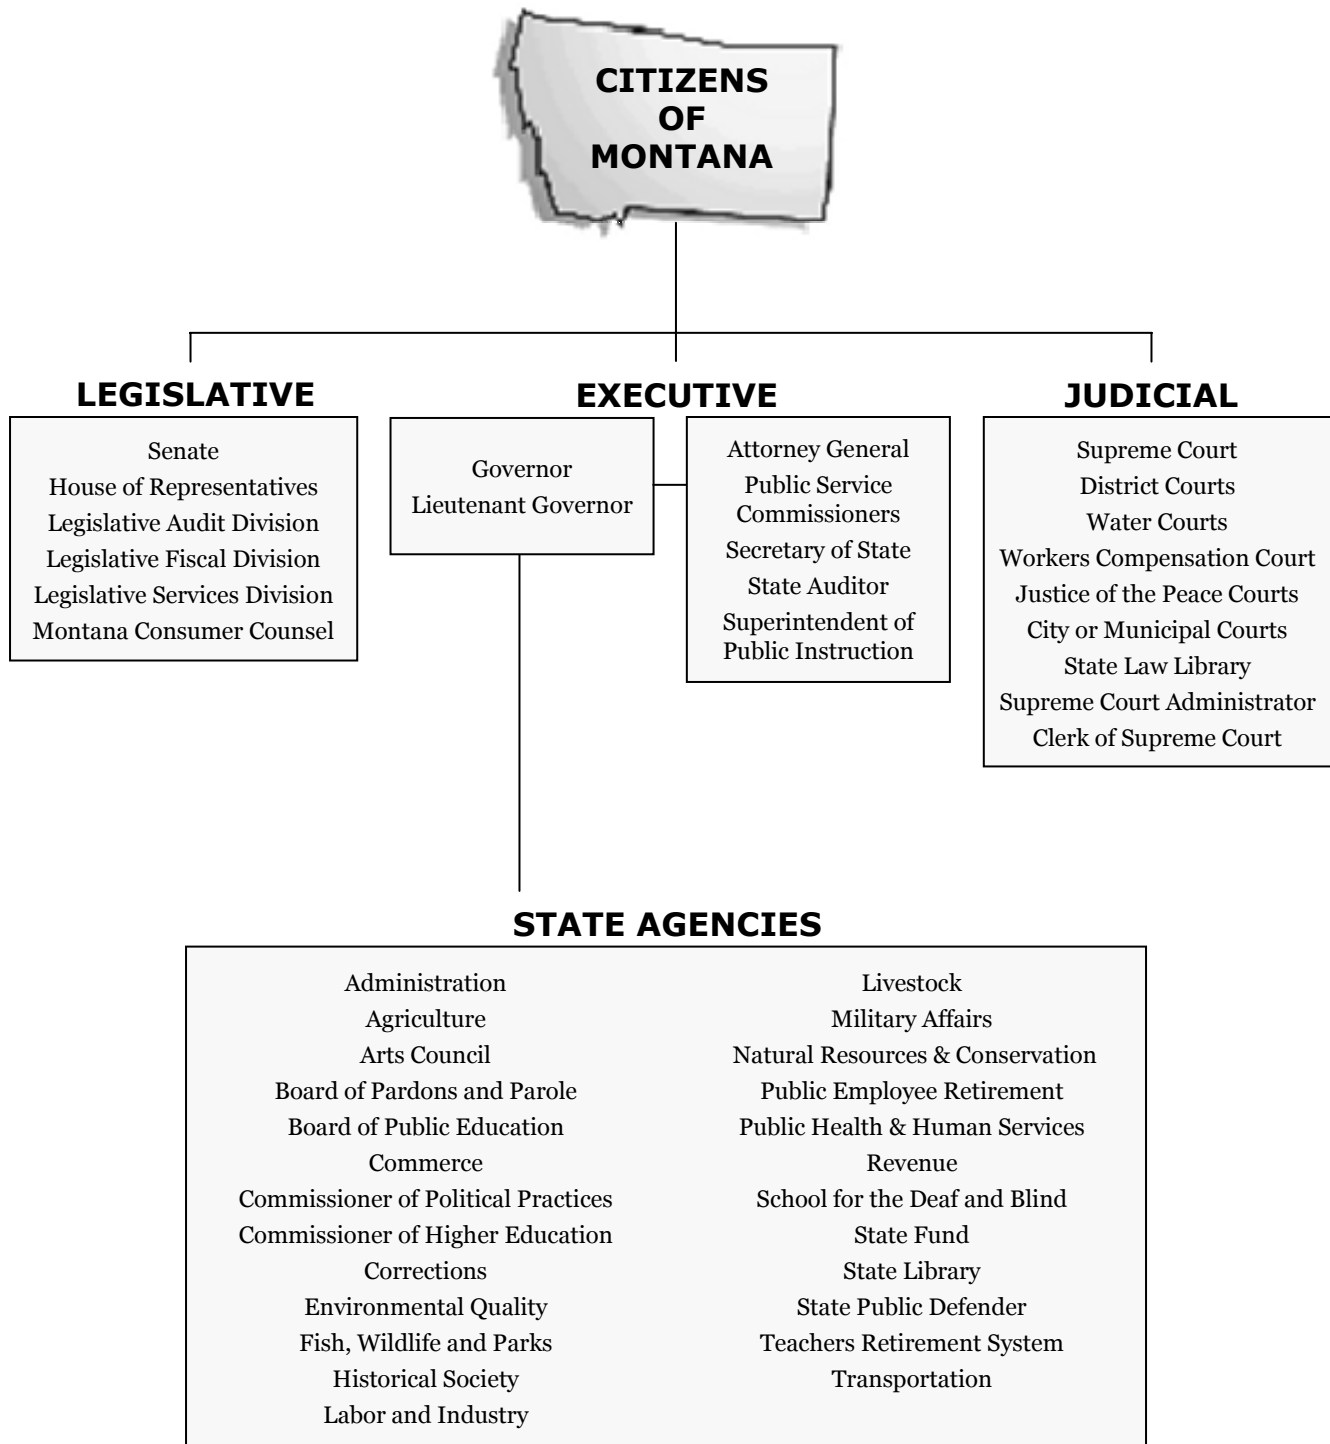 CITIZENS
OF
MONTANA
LEGISLATIVE
Senate
House of Representatives
Legislative Audit Division
Legislative Fiscal Division
Legislative Services Division
Montana Consumer Counsel
EXECUTIVE
Governor
Lieutenant Governor
Attorney General
Public Service
Commissioners
Secretary of State
State Auditor
Superintendent of
Public Instruction
JUDICIAL
Supreme Court
District Courts
Water Courts
Workers Compensation Court
Justice of the Peace Courts
City or Municipal Courts
State Law Library
Supreme Court Administrator
Clerk of Supreme Court
STATE AGENCIES
Administration
Agriculture
Arts Council
Board of Pardons and Parole
Board of Public Education
Commerce
Commissioner of Political Practices
Commissioner of Higher Education
Corrections
Environmental Quality
Fish, Wildlife and Parks
Historical Society
Labor and Industry
Livestock
Military Affairs
Natural Resources & Conservation
Public Employee Retirement
Public Health & Human Services
Revenue
School for the Deaf and Blind
State Fund
State Library
State Public Defender
Teachers Retirement System
Transportation